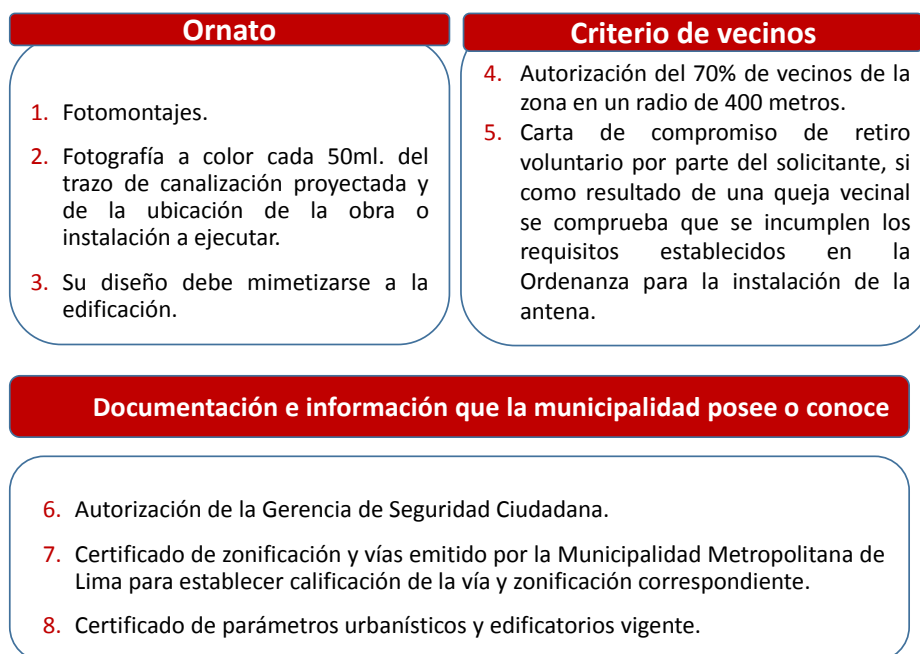 Ornato
1. Fotomontajes.
2. Fotografía a color cada 50ml. del
trazo de canalización proyectada y
de la ubicación de la obra o
instalación a ejecutar.
3. Su diseño debe mimetizarse a la
edificación.
Criterio de vecinos
4. Autorización del 70% de vecinos de la
zona en un radio de 400 metros.
5. Carta de compromiso de retiro
voluntario por parte del solicitante, si
como resultado de una queja vecinal
se comprueba que se incumplen los
requisitos establecidos en la
Ordenanza para la instalación de la
antena.
Documentación e información que la municipalidad posee o conoce
6. Autorización de la Gerencia de Seguridad Ciudadana.
7. Certificado de zonificación y vías emitido por la Municipalidad Metropolitana de
Lima para establecer calificación de la vía y zonificación correspondiente.
8. Certificado de parámetros urbanísticos y edificatorios vigente.